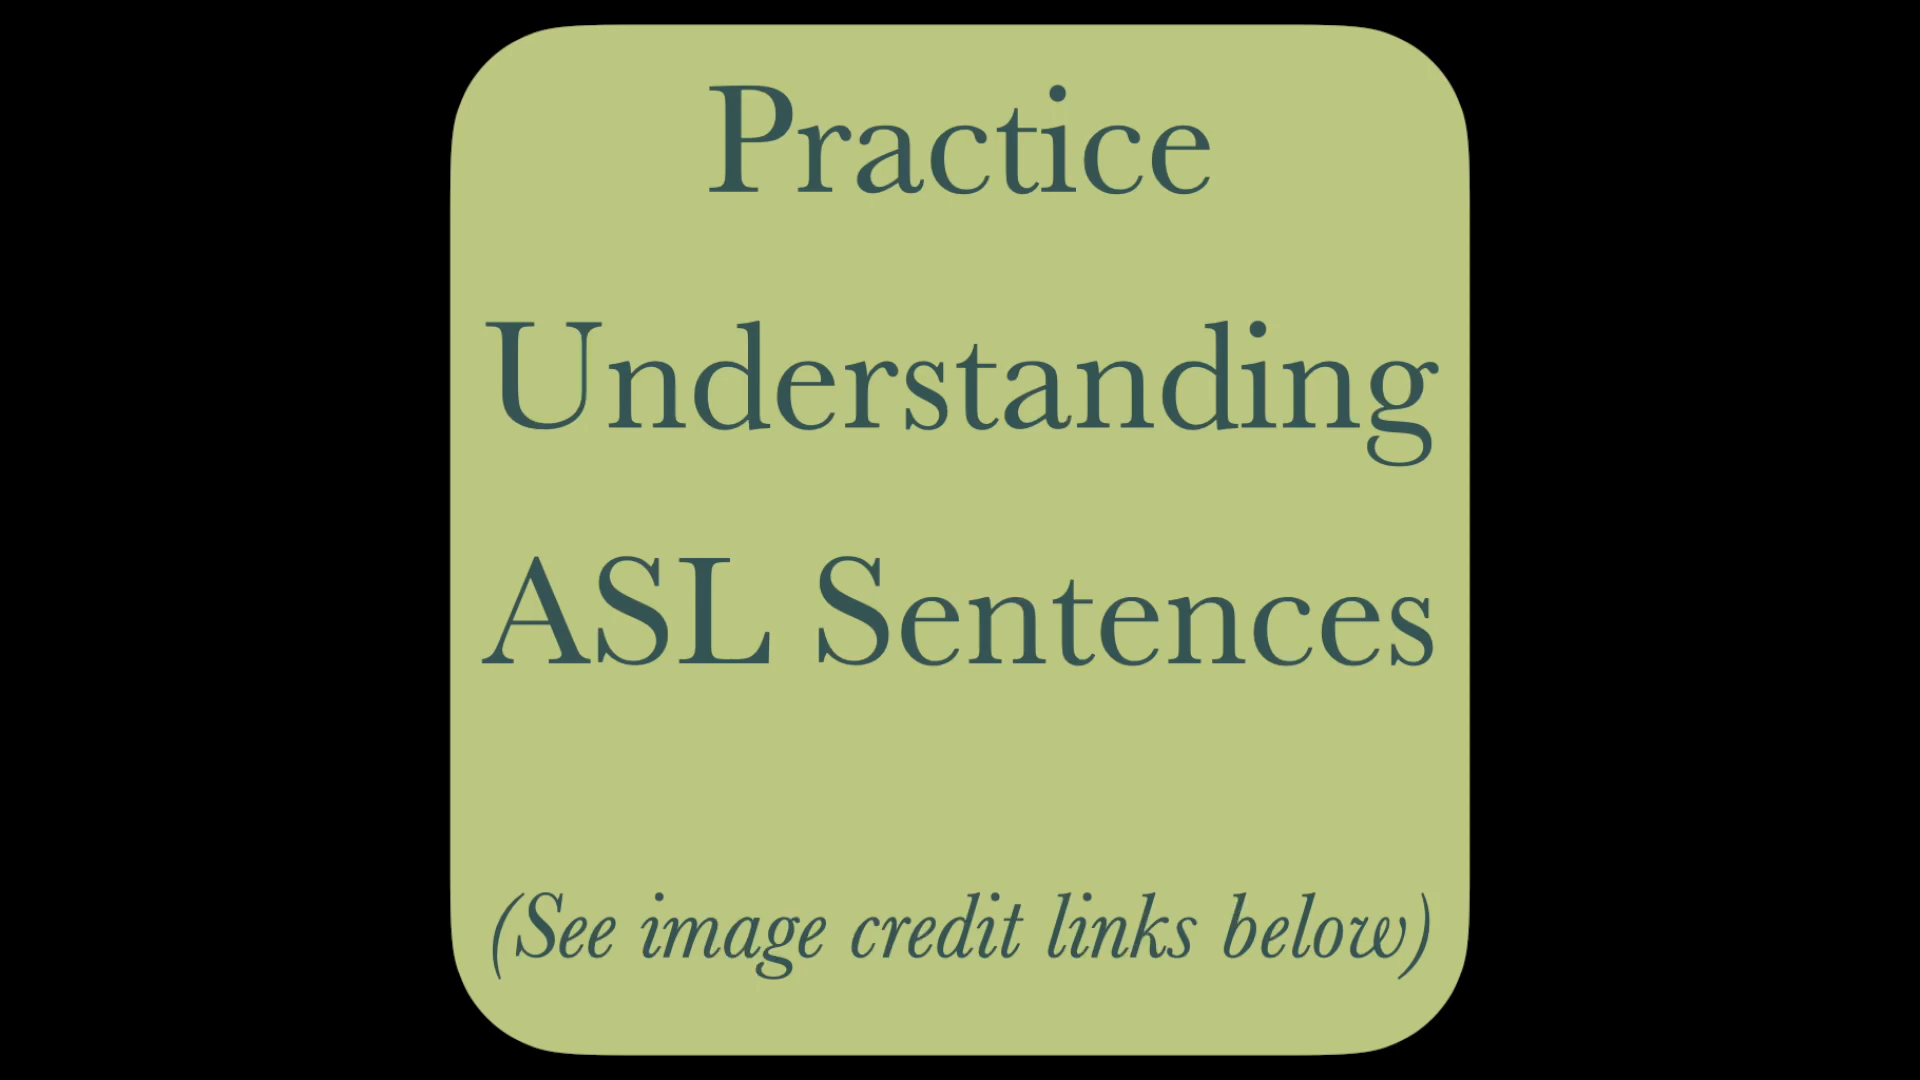 Practice
Understanding
ASL Sentences
(See image credit links below)